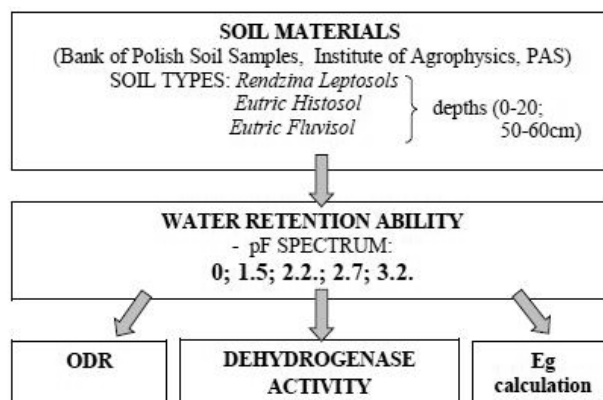 SOIL MATERIALS
(Bank of Polish Soil Samples, Institute of Agrophysics, PAS)
SOIL TYPES: Rendzina Leptosols
Eutric Histosol
Eutric Fluvisol
depths (0-20;
50-60cm)
WATER RETENTION ABILITY
- pF SPECTRUM:
0; 1.5; 2.2.; 2.7; 3.2.
ODR
DEHYDROGENASE
ACTIVITY
Eg
calculation